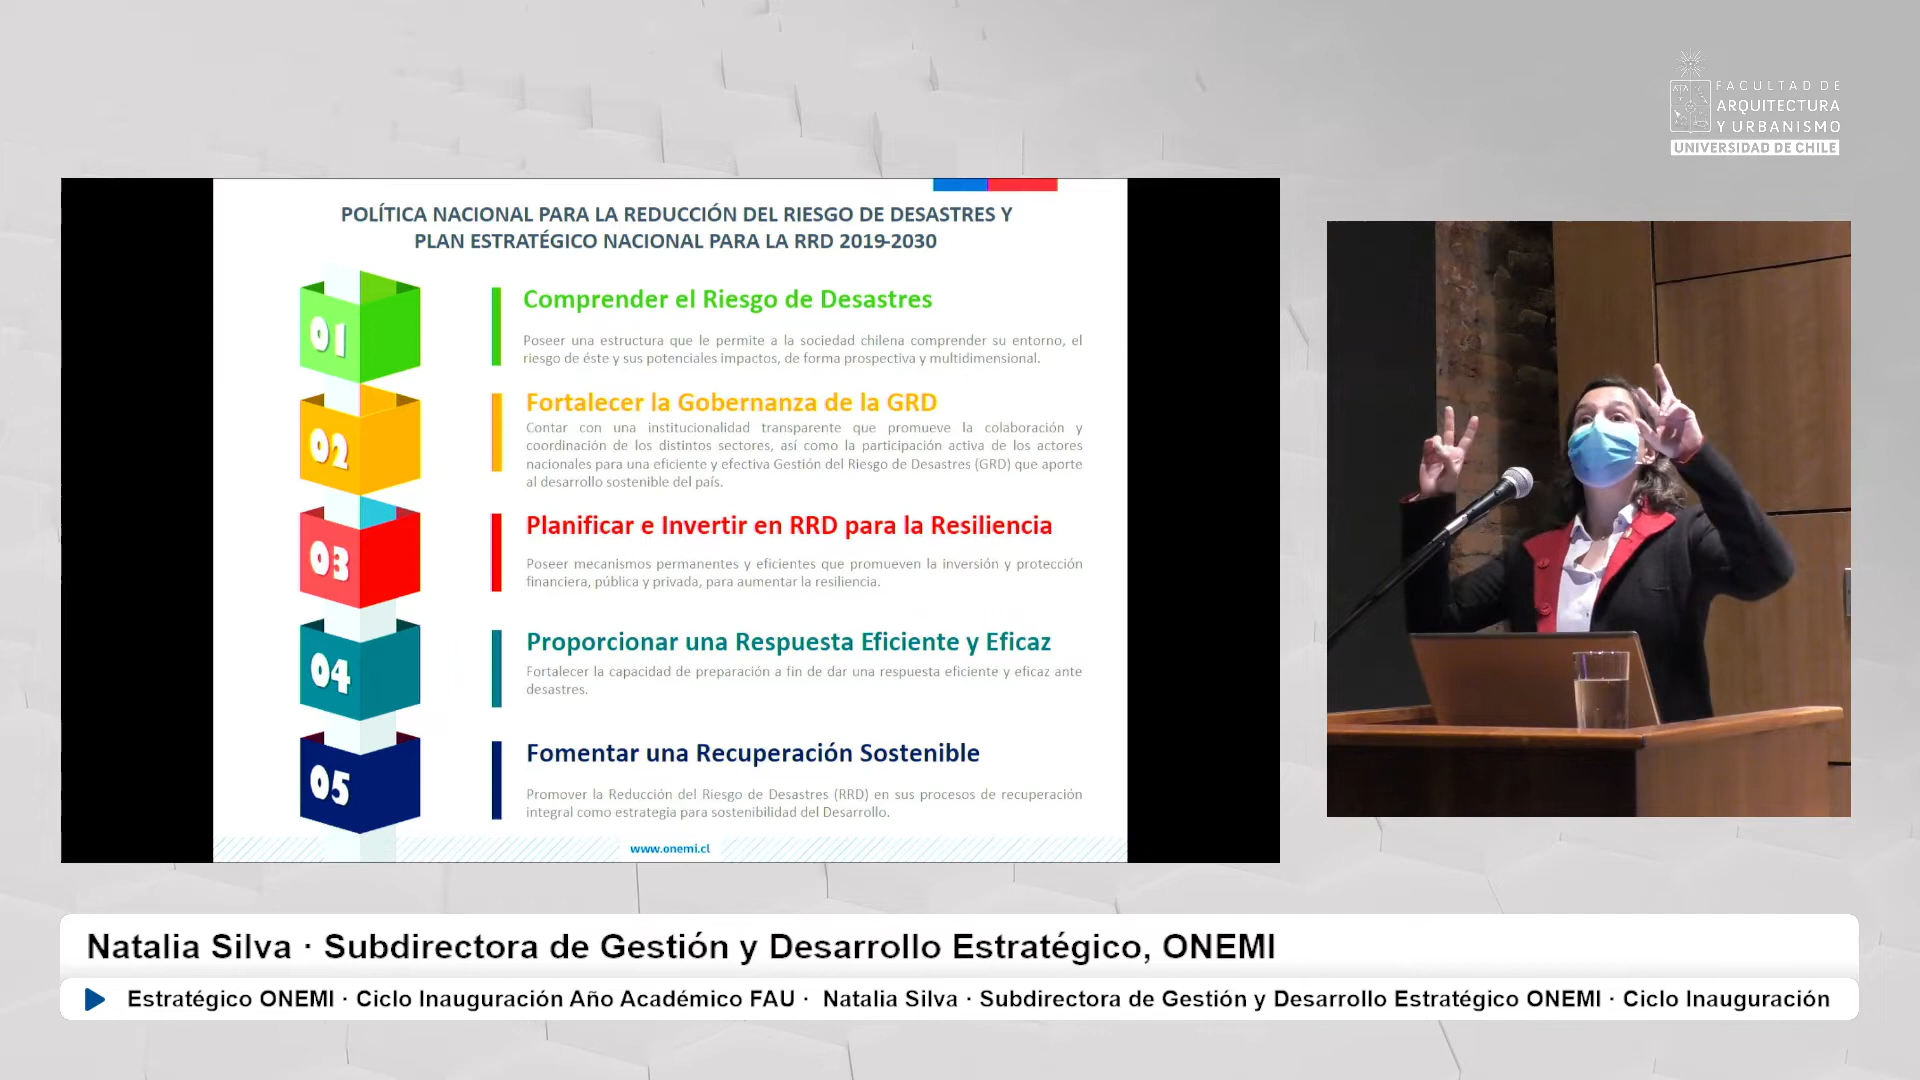 FACULTAD DE
ARQUITECTURA
Y URBANISMO
UNIVERSIDAD DE CHILE
POLÍTICA NACIONAL PARA LA REDUCCIÓN DEL RIESGO DE DESASTRES Y
PLAN ESTRATÉGICO NACIONAL PARA LA RRD 2019-2030
01
Comprender el Riesgo de Desastres
Poseer una estructura que le permite a la sociedad chilena comprender su entorno, el
riesgo de éste y sus potenciales impactos, de forma prospectiva y multidimensional.
02
Fortalecer la Gobernanza de la GRD
Contar con una institucionalidad transparente que promueve la colaboración y
coordinación de los distintos sectores, así como la participación activa de los actores
nacionales para una eficiente y efectiva Gestión del Riesgo de Desastres (GRD) que aporte
al desarrollo sostenible del país.
03
Planificar e Invertir en RRD para la Resiliencia
Poseer mecanismos permanentes y eficientes que promueven la inversión y protección
financiera, pública y privada, para aumentar la resiliencia.
04
Proporcionar una Respuesta Eficiente y Eficaz
Fortalecer la capacidad de preparación a fin de dar una respuesta eficiente y eficaz ante
desastres.
05
Fomentar una Recuperación Sostenible
Promover la Reducción del Riesgo de Desastres (RRD) en sus procesos de recuperación
integral como estrategia para sostenibilidad del Desarrollo.
www.onemi.cl
Natalia Silva · Subdirectora de Gestión y Desarrollo Estratégico, ONEMI
Estratégico ONEMI · Ciclo Inauguración Año Académico FAU · Natalia Silva · Subdirectora de Gestión y Desarrollo Estratégico ONEMI · Ciclo Inauguración